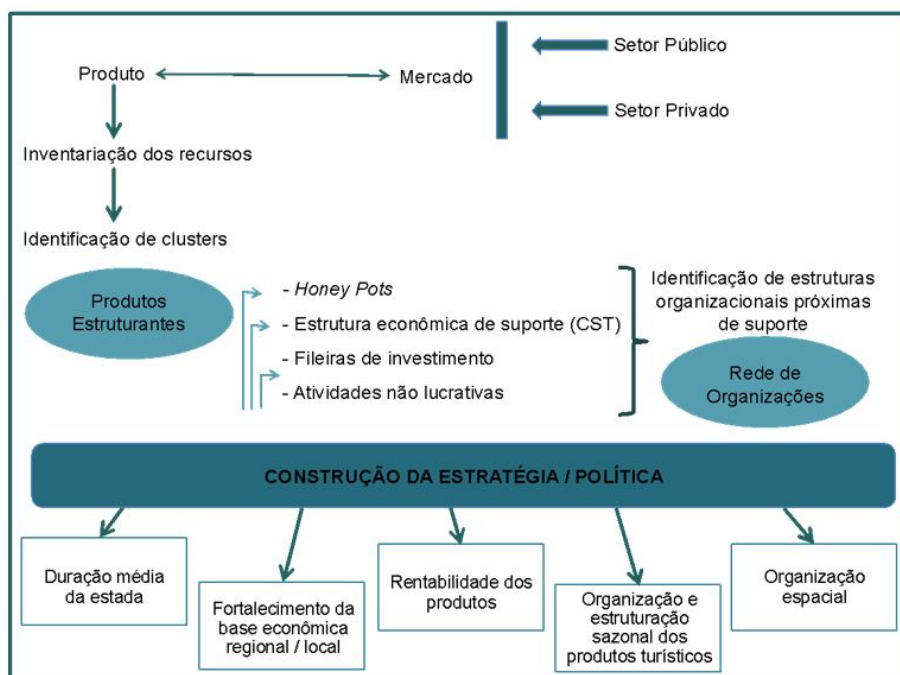 Setor Público
Produto
Mercado
Setor Privado
Inventariação dos recursos
Identificação de clusters
Produtos
Estruturantes
- Honey Pots
- Estrutura econômica de suporte (CST)
- Fileiras de investimento
- Atividades não lucrativas
Identificação de estruturas
organizacionais próximas
de suporte
Rede de
Organizações
CONSTRUÇÃO DA ESTRATÉGIA / POLÍTICA
Duração média
da estada
Fortalecimento da
base econômica
regional / local
Rentabilidade dos
produtos
Organização e
estruturação
sazonal dos
produtos turísticos
Organização
espacial